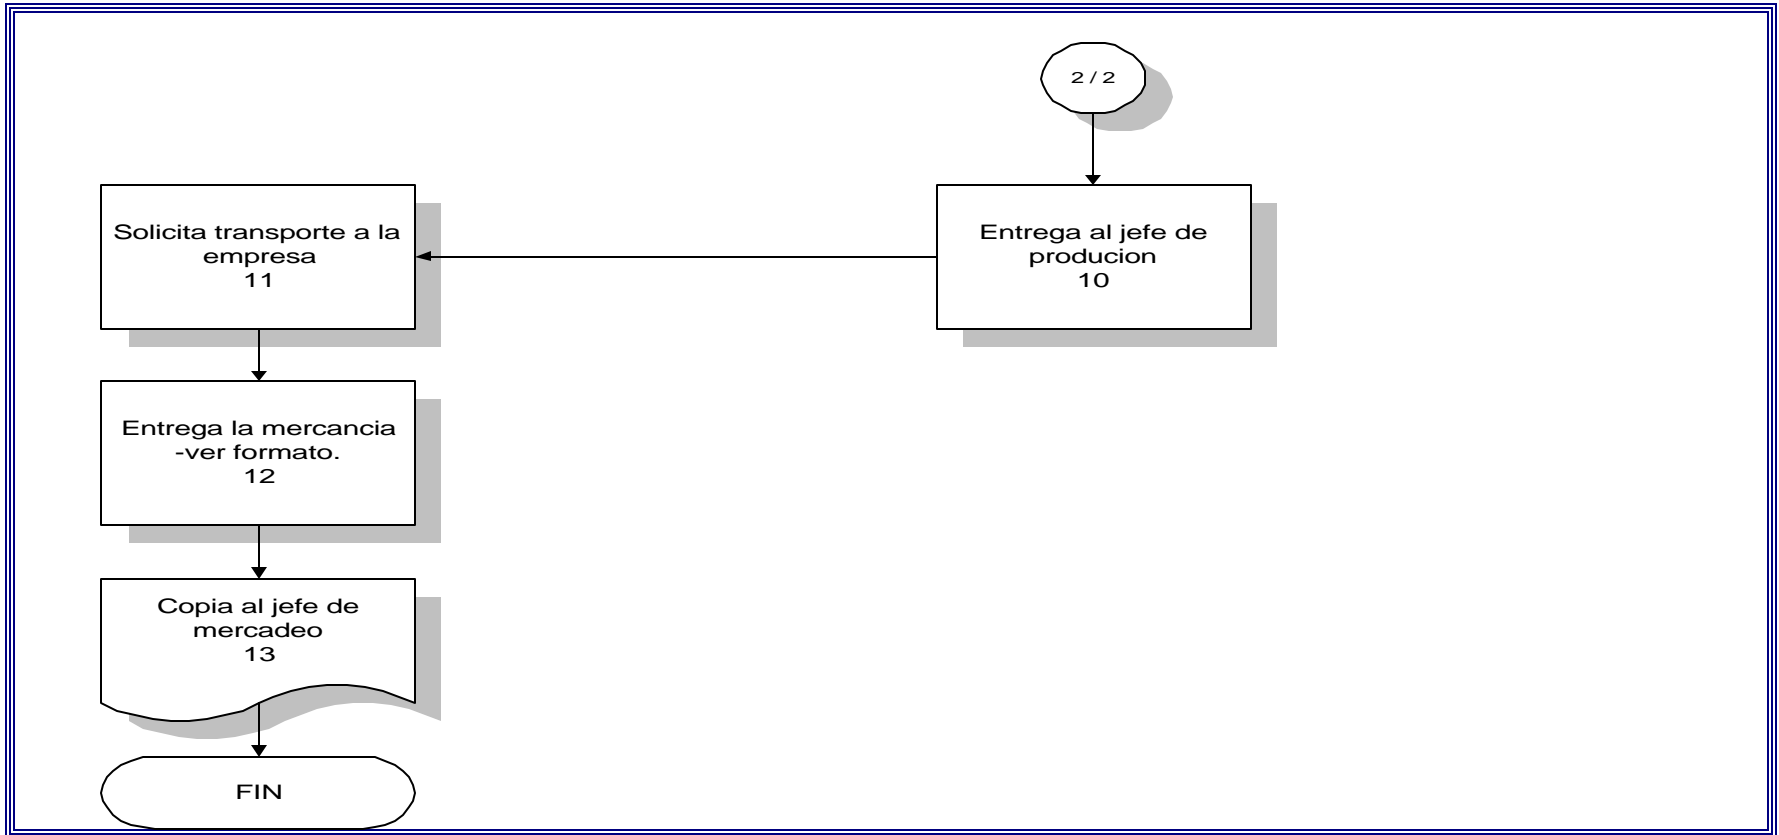 2 / 2
Entrega al jefe de
producion
10
Solicita transporte a la
empresa
11
Entrega la mercancia
-ver formato.
12
Copia al jefe de
mercadeo
13
FIN